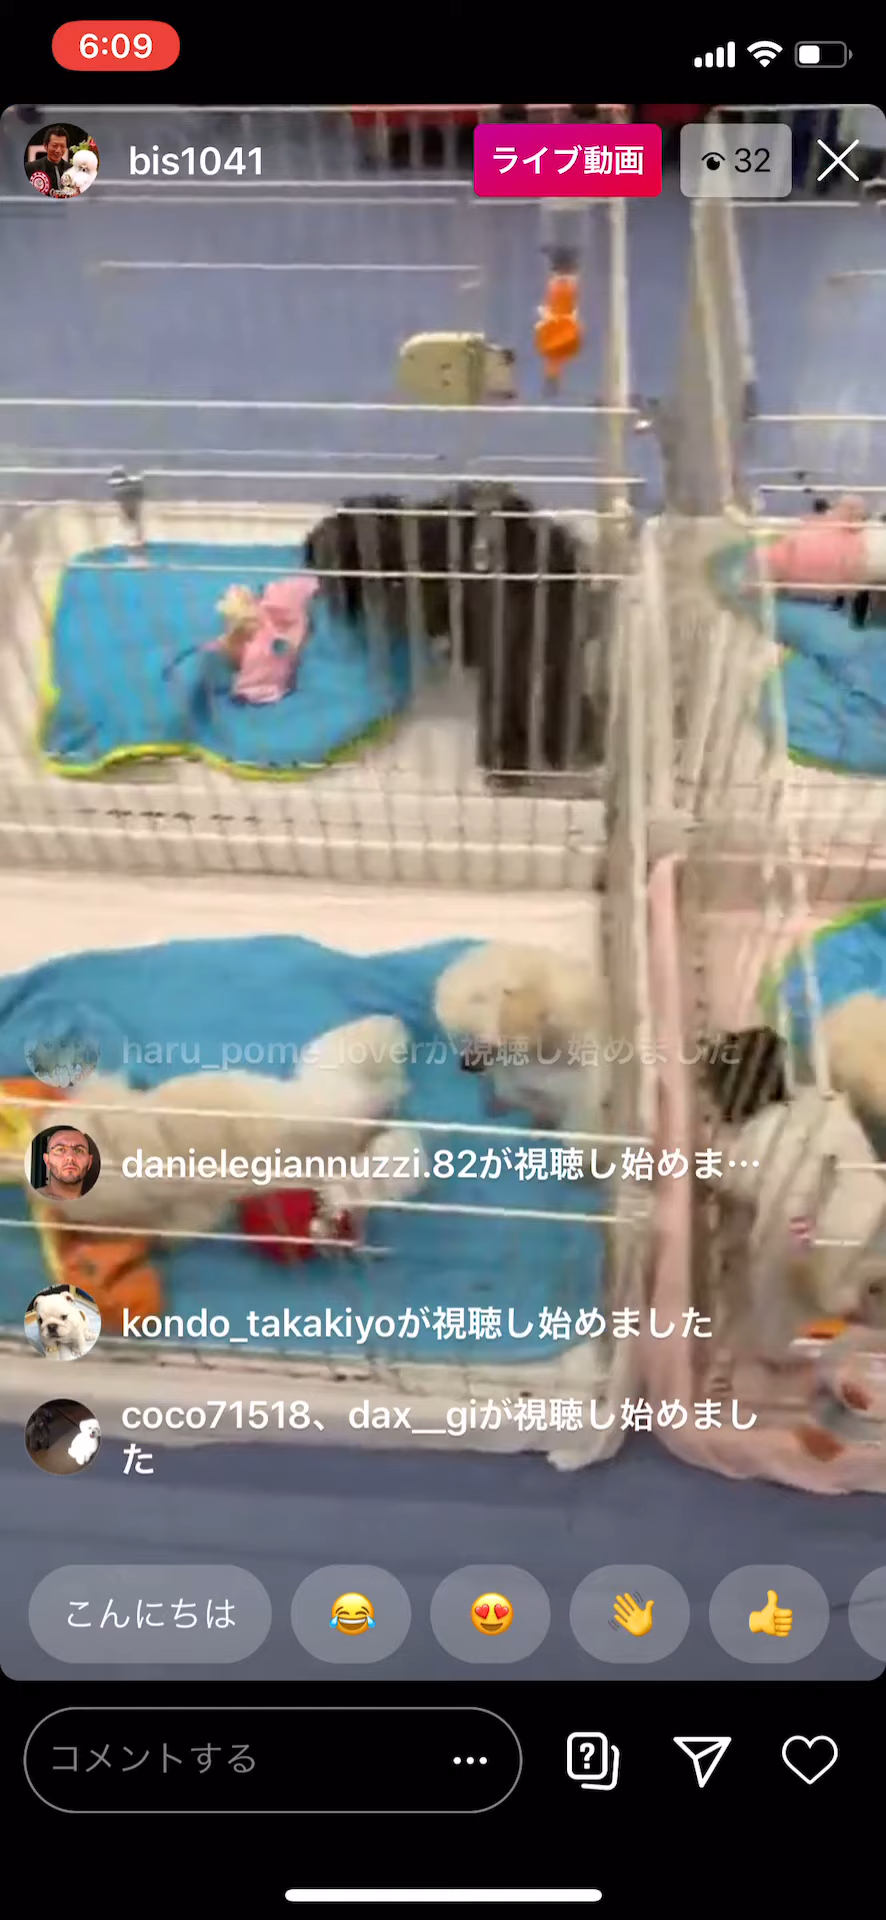 6:09
bis1041
ライブ動画
32
haru_pome_loverが視聴し始めました
danielegiannuzzi.82が視聴し始めま…
kondo_takakiyoが視聴し始めました
coco71518、dax__giが視聴し始めまし
た
こんにちは
コメントする